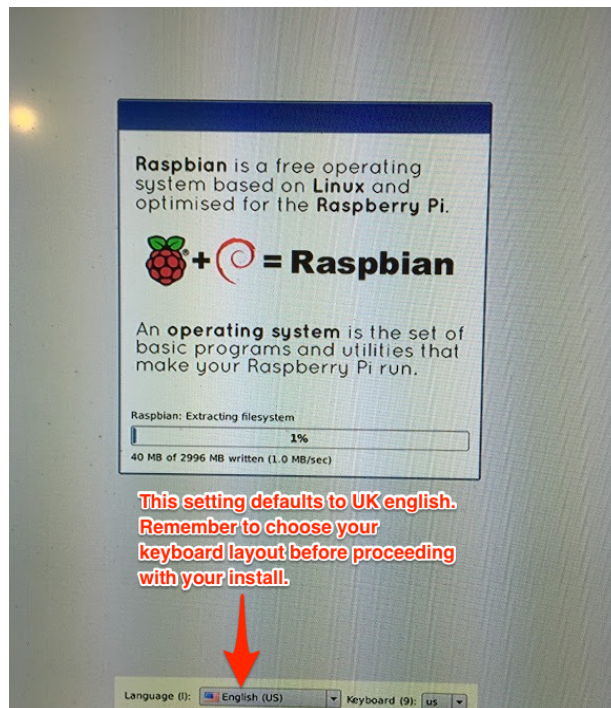 Raspbian is a free operating
system based on Linux and
optimised for the Raspberry Pi.
+ = Raspbian
An operating system is the set of
basic programs and utilities that
make your Raspberry Pi run.
Raspbian: Extracting filesystem
1%
40 MB of 2996 MB written (1.0 MB/sec)
This setting defaults to UK english.
Remember to choose your
keyboard layout before proceeding
with your install.
Language (l): English (US) Keyboard (9): us